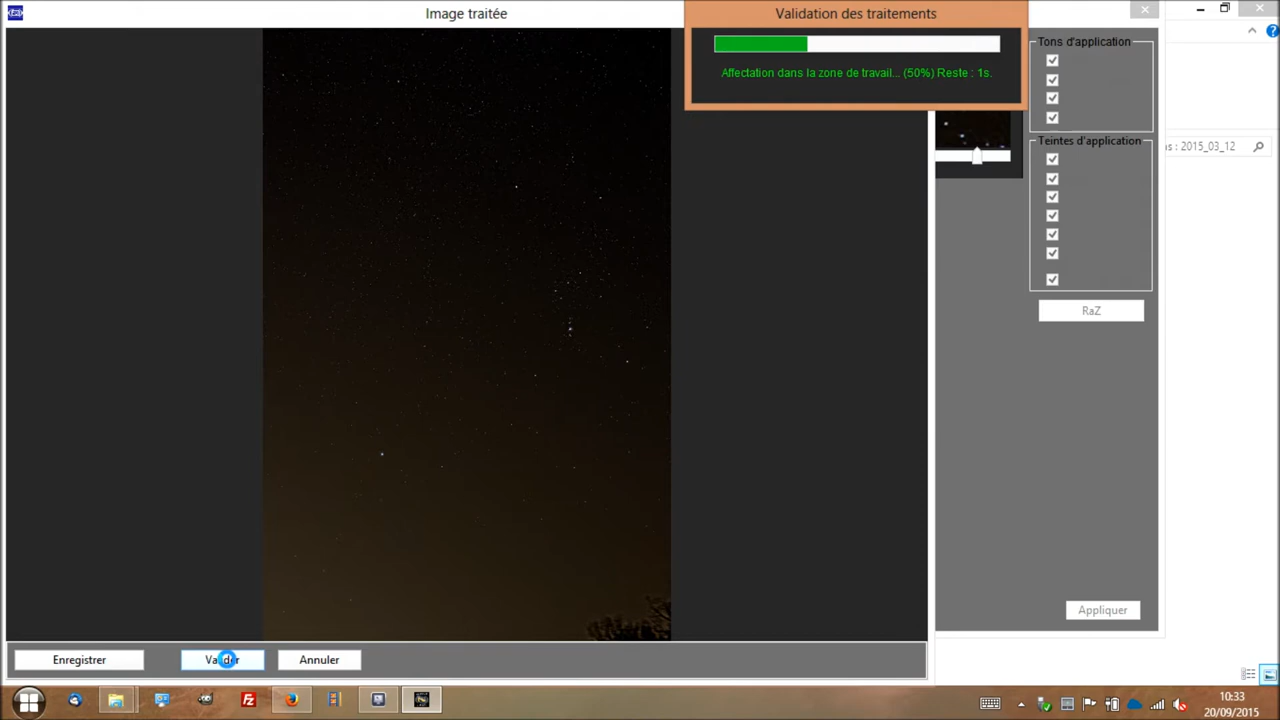 Image traitée
Validation des traitements
Affectation dans la zone de travail... (50%) Reste : 1s.
Tons d'application
Teintes d'application
s : 2015_03_12
RaZ
Appliquer
Enregistrer
Valider
Annuler
10:33
20/09/2015